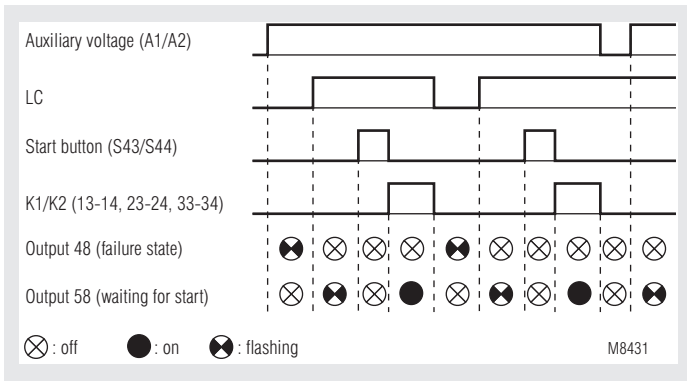 Auxiliary voltage (A1/A2)
LC
Start button (S43/S44)
K1/K2 (13-14, 23-24, 33-34)
Output 48 (failure state)
Output 58 (waiting for start)
: off : on : flashing M8431